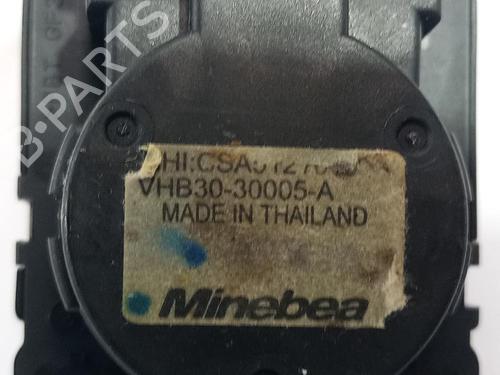 B-PARTS
VHB30-30005-A
MADE IN THAILAND
Minebea